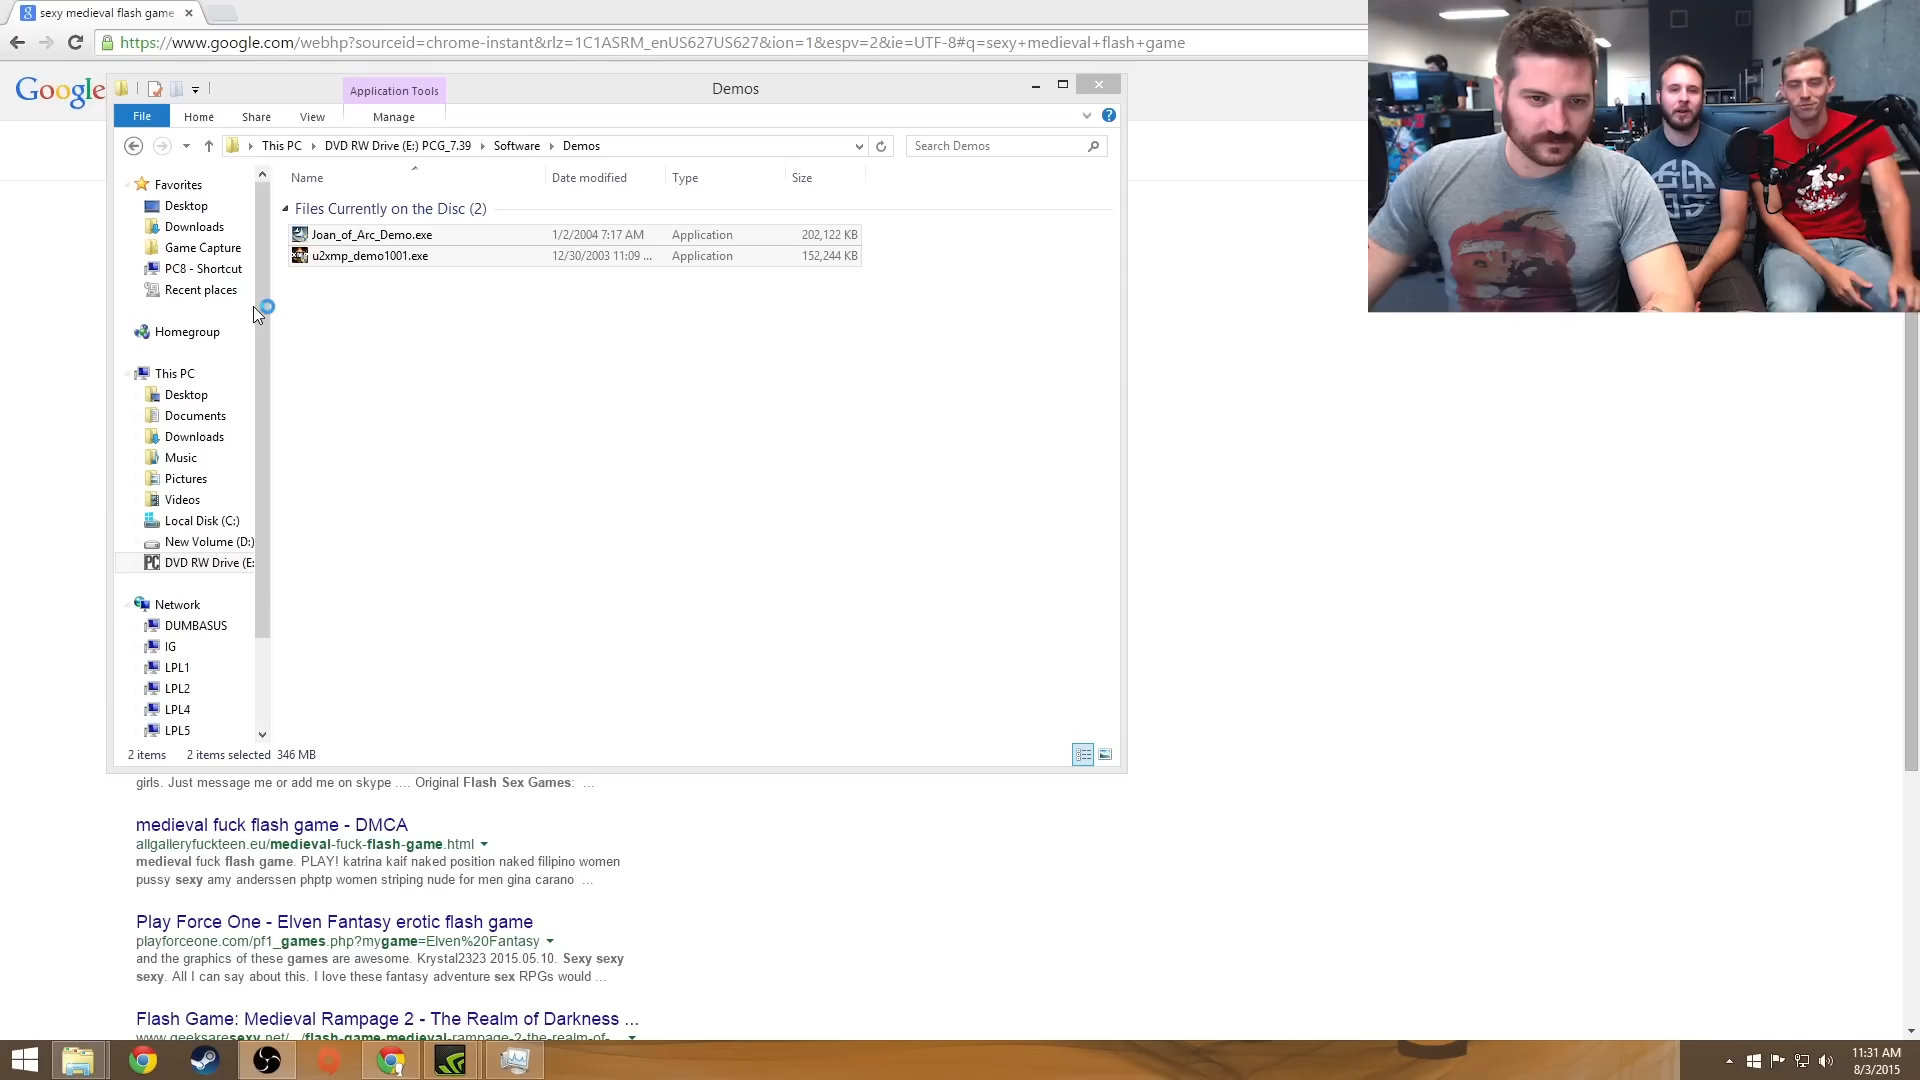 sexy medieval flash game
https://www.google.com/webhp?sourceid=chrome-instant&rlz=1C1ASRM_enUS627US627&ion=1&espv=2&ie=UTF-8#q=sexy+medieval+flash+game
Google
Application Tools
Demos
File Home Share View Manage
This PC DVD RW Drive (E:) PCG_7.39 Software Demos
Search Demos
Name Date modified Type Size
Files Currently on the Disc (2)
Joan_of_Arc_Demo.exe 1/2/2004 7:17 AM Application 202,122 KB
u2xmp_demo1001.exe 12/30/2003 11:09 ... Application 152,244 KB
Favorites
Desktop
Downloads
Game Capture
PC8 - Shortcut
Recent places
Homegroup
This PC
Desktop
Documents
Downloads
Music
Pictures
Videos
Local Disk (C:)
New Volume (D:)
DVD RW Drive (E:
Network
DUMBASUS
IG
LPL1
LPL2
LPL4
LPL5
2 items 2 items selected 346 MB
girls. Just message me or add me on skype .... Original Flash Sex Games: ...
medieval fuck flash game - DMCA
allgalleryfuckteen.eu/medieval-fuck-flash-game.html
medieval fuck flash game. PLAY! katrina kaif naked position naked filipino women
pussy sexy amy anderssen phptp women striping nude for men gina carano ...
Play Force One - Elven Fantasy erotic flash game
playforceone.com/pf1_games.php?mygame=Elven%20Fantasy
and the graphics of these games are awesome. Krystal2323 2015.05.10. Sexy sexy
sexy. All I can say about this. I love these fantasy adventure sex RPGs would ...
Flash Game: Medieval Rampage 2 - The Realm of Darkness ...
www.geeksaresexy.net/.../flash-game-medieval-rampage-2-the-realm-of-
11:31 AM
8/3/2015